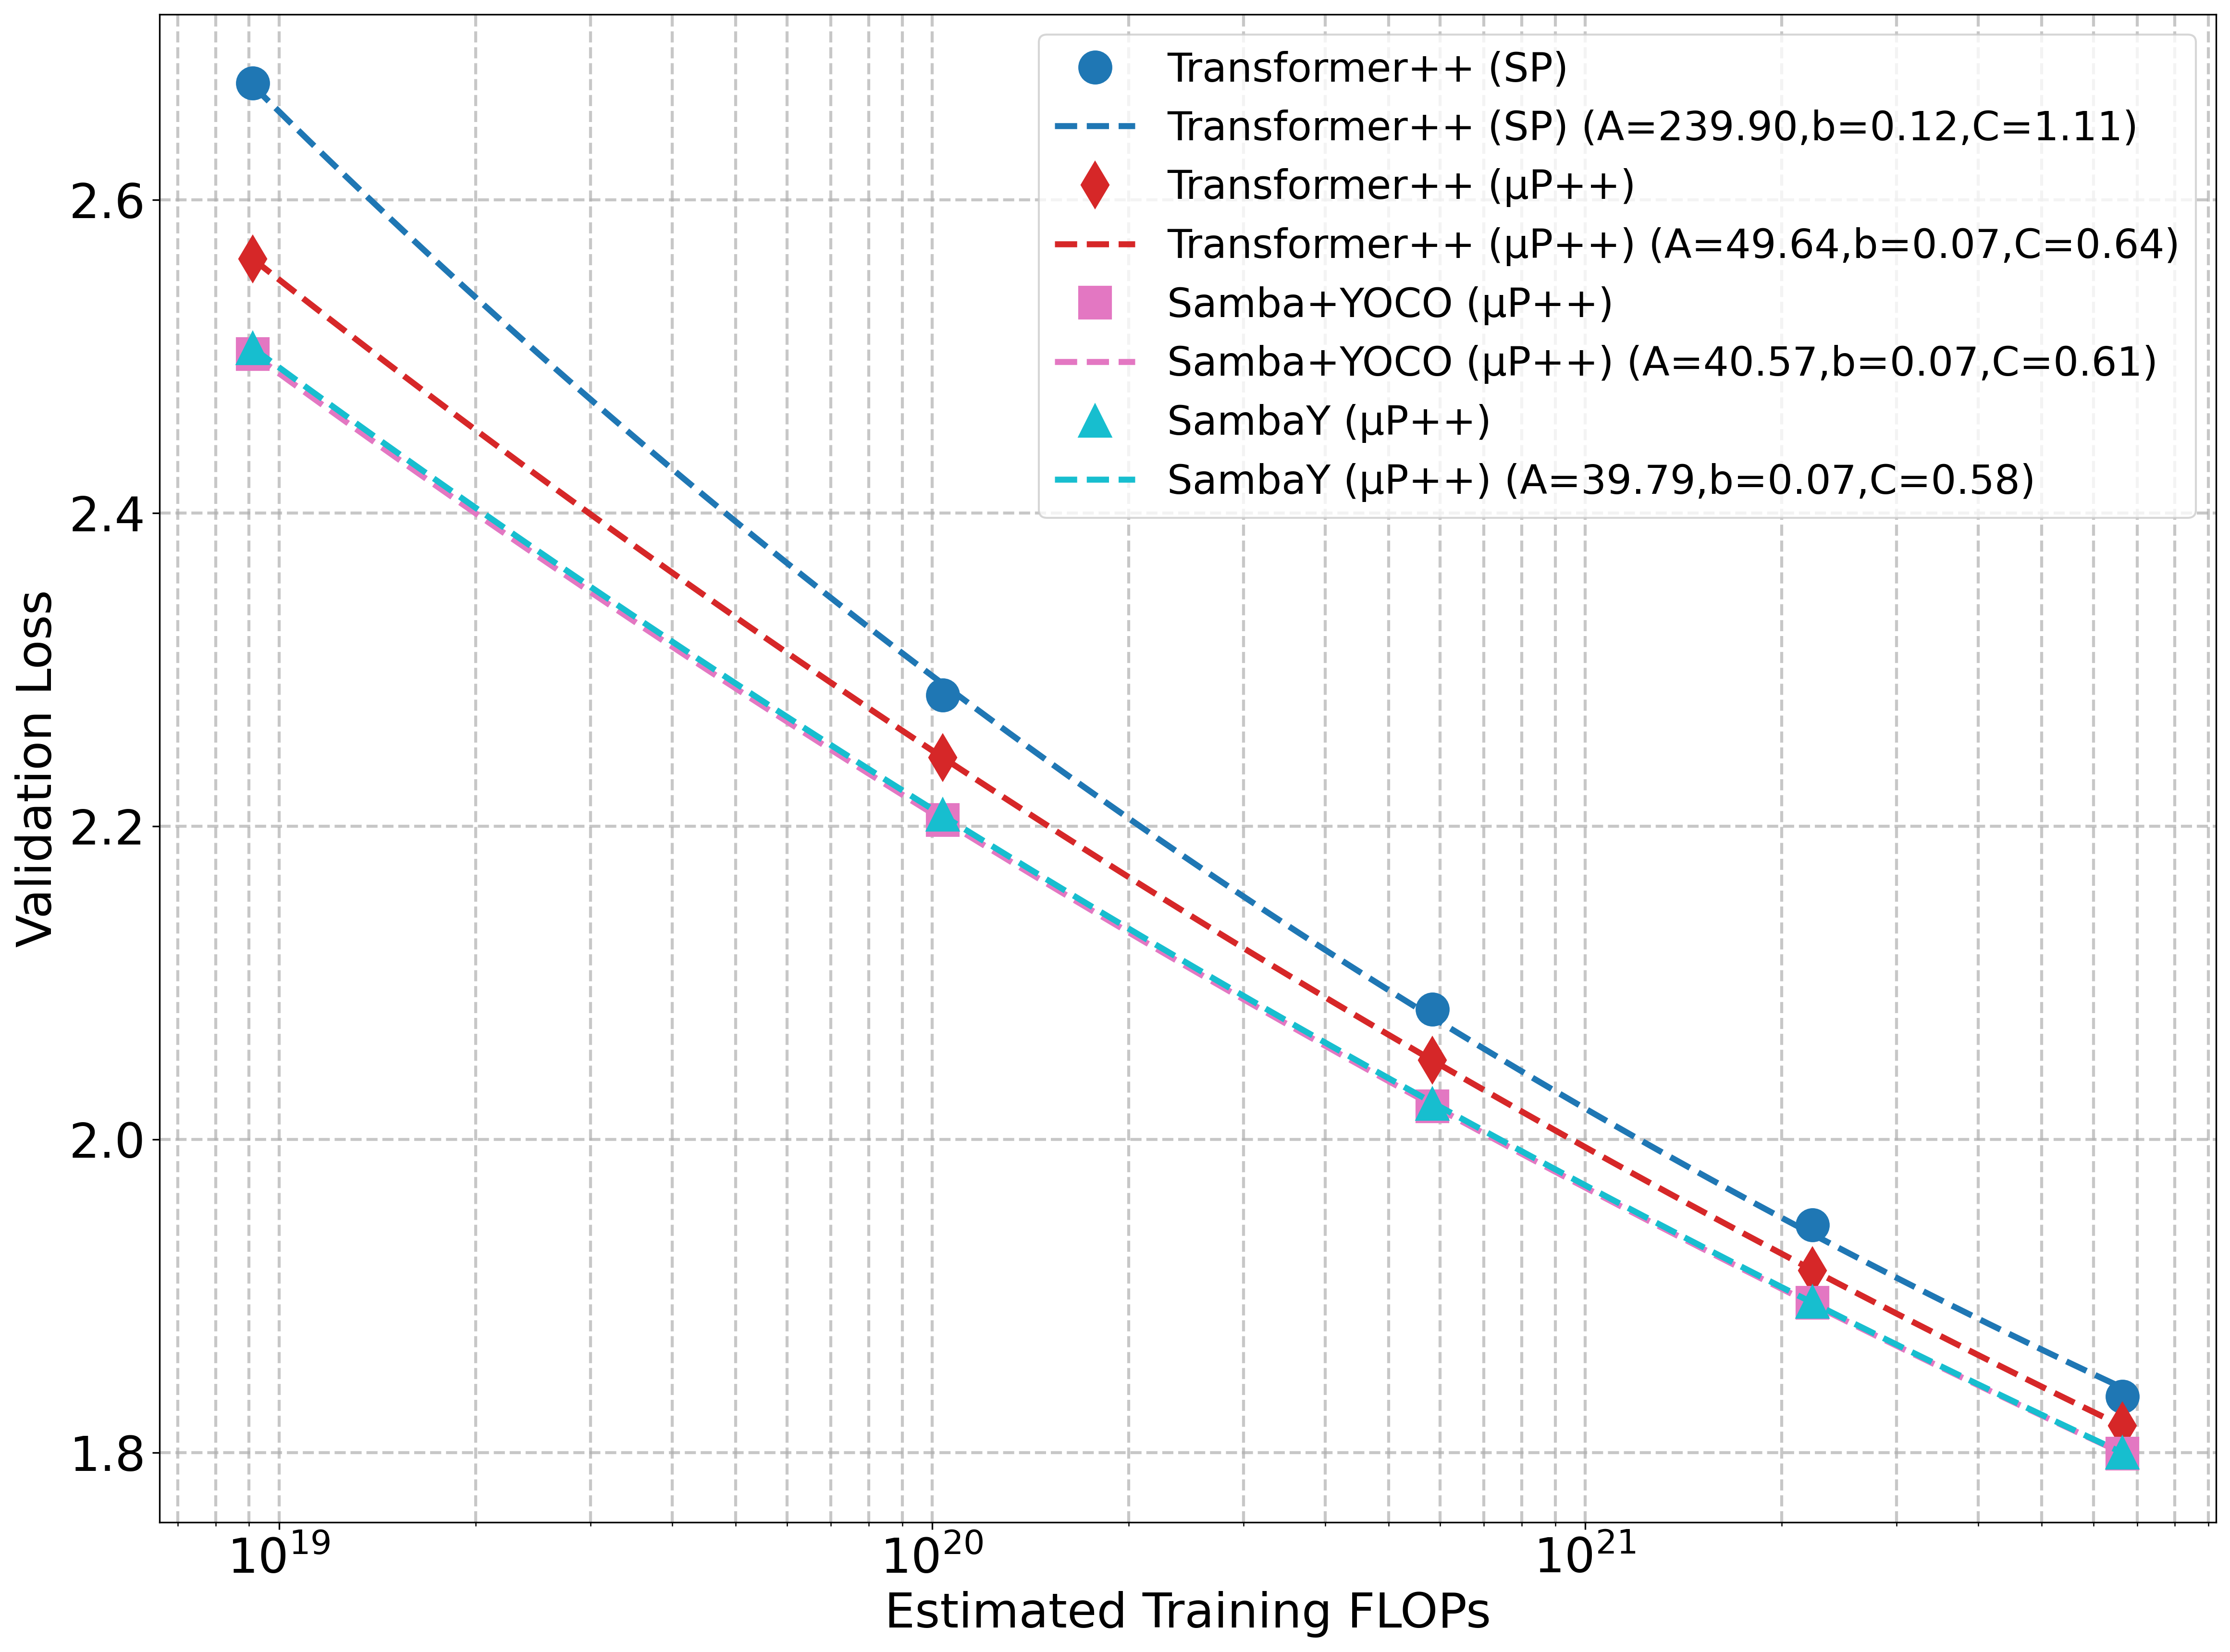 Transformer++ (SP)
Transformer++ (SP) (A=239.90,b=0.12,C=1.11)
Transformer++ (μP++)
Transformer++ (μP++) (A=49.64,b=0.07,C=0.64)
Samba+YOCO (μP++)
Samba+YOCO (μP++) (A=40.57,b=0.07,C=0.61)
SambaY (μP++)
SambaY (μP++) (A=39.79,b=0.07,C=0.58)
Validation Loss
2.6
2.4
2.2
2.0
1.8
10^19 10^20 10^21
Estimated Training FLOPs